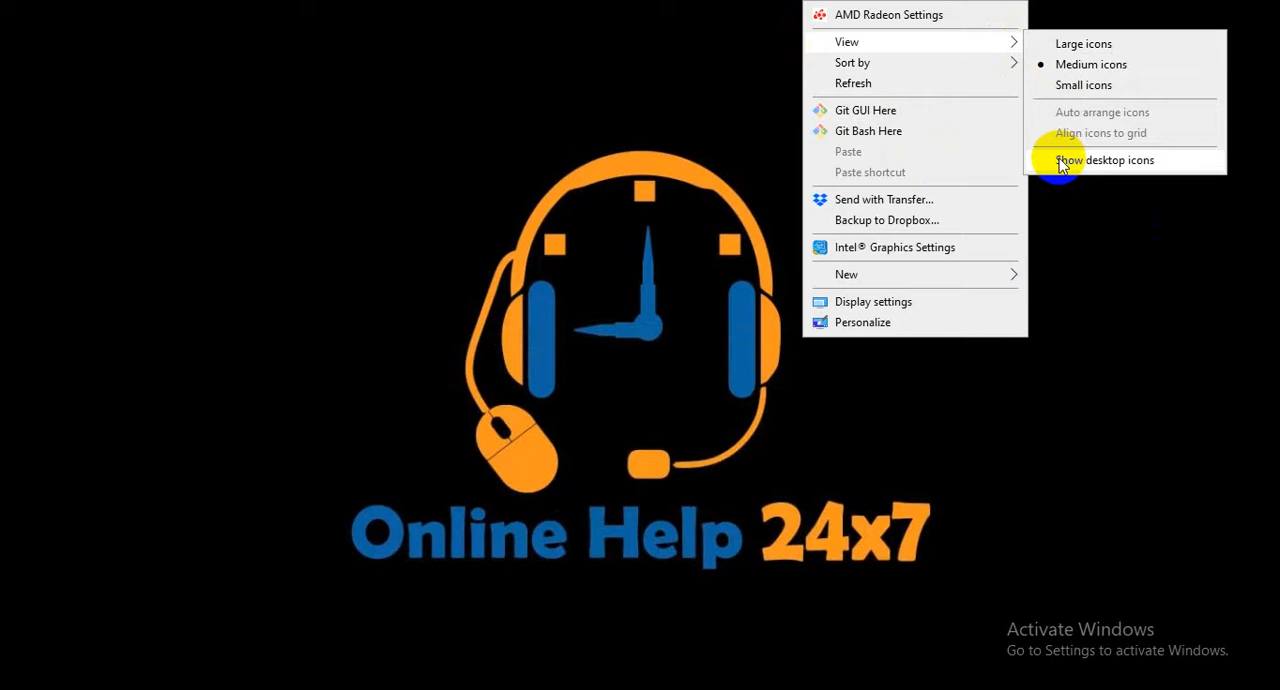 AMD Radeon Settings
View
Sort by
Refresh
Git GUI Here
Git Bash Here
Paste
Paste shortcut
Send with Transfer...
Backup to Dropbox...
Intel® Graphics Settings
New
Display settings
Personalize
Large icons
Medium icons
Small icons
Auto arrange icons
Align icons to grid
Show desktop icons
Online Help 24x7
Activate Windows
Go to Settings to activate Windows.